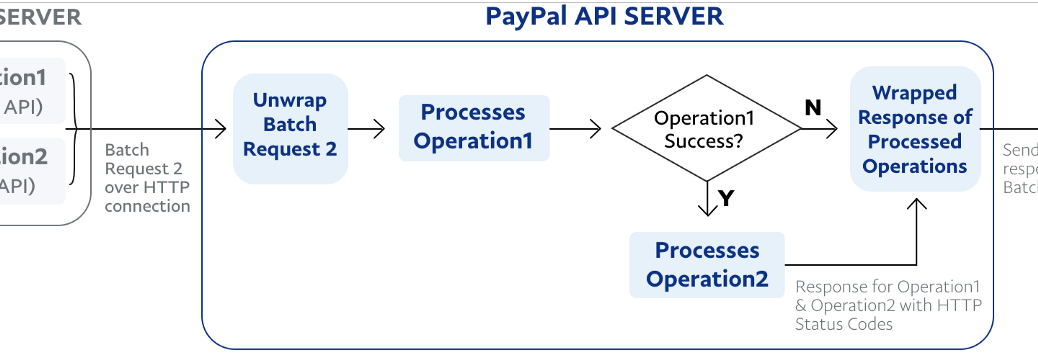 SERVER
PayPal API SERVER
tion1
API)
tion2
API)
Batch
Request 2
over HTTP
connection
Unwrap
Batch
Request 2
Processes
Operation1
Operation1
Success?
N
Y
Wrapped
Response of
Processed
Operations
Processes
Operation2
Response for Operation1
& Operation2 with HTTP
Status Codes
Send
respo
Batch